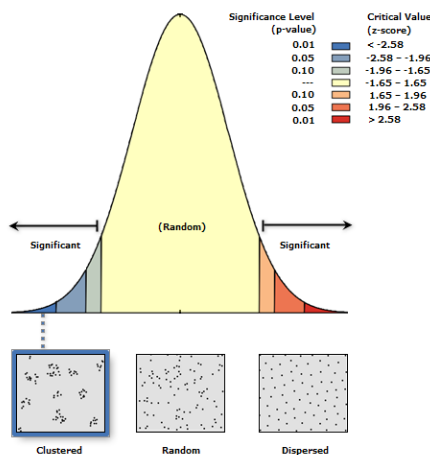 Significance Level Critical Value
(p-value) (z-score)
0.01 < -2.58
0.05 -2.58 – -1.96
0.10 -1.96 – -1.65
--- -1.65 – 1.65
0.10 1.65 – 1.96
0.05 1.96 – 2.58
0.01 > 2.58
(Random)
Significant Significant
Clustered Random Dispersed